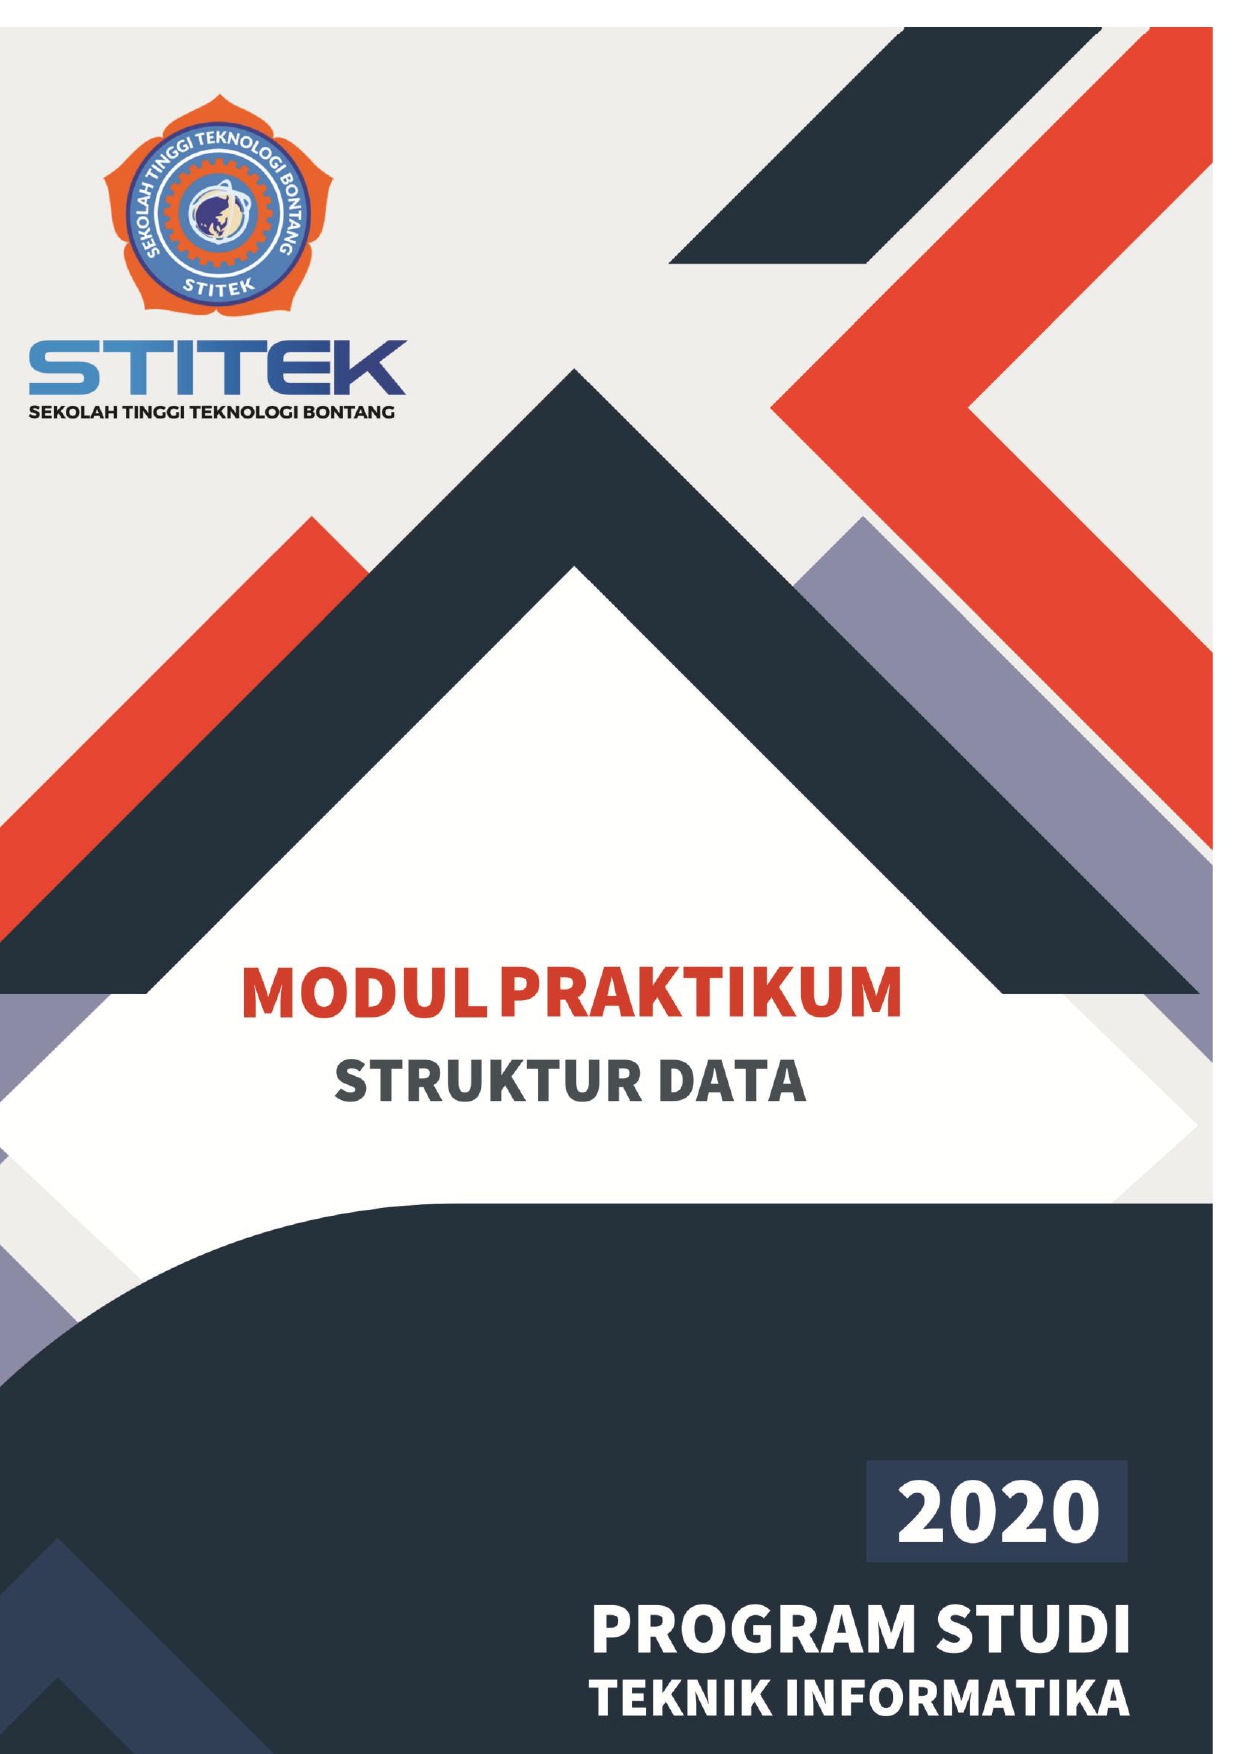 SEKOLAH TINGGI TEKNOLOGI BONTANG
STITEK
STITEK
SEKOLAH TINGGI TEKNOLOGI BONTANG
MODUL PRAKTIKUM
STRUKTUR DATA
2020
PROGRAM STUDI
TEKNIK INFORMATIKA